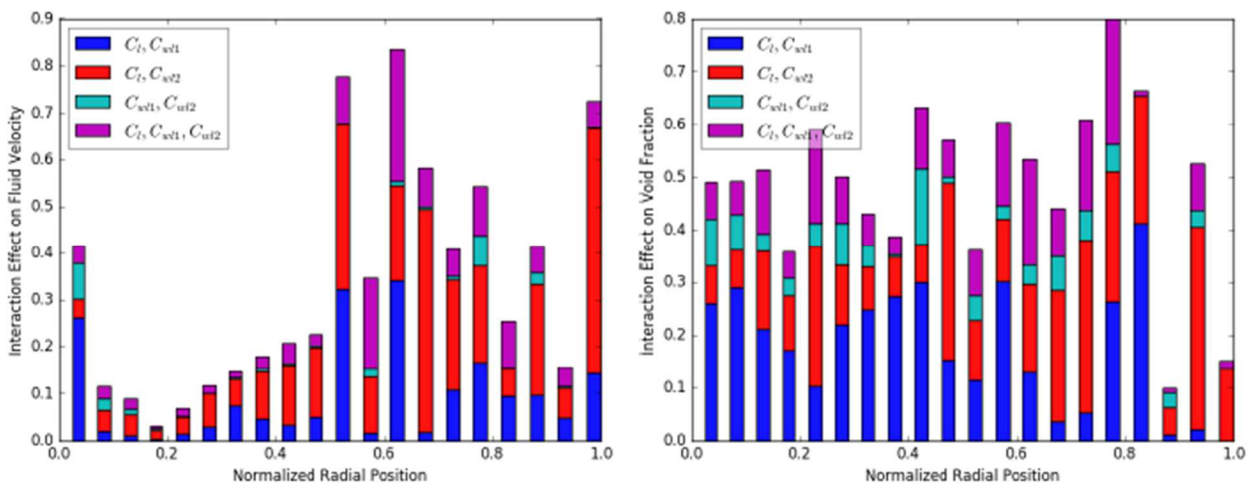 Interaction Effect on Fluid Velocity
0.9
0.8
0.7
0.6
0.5
0.4
0.3
0.2
0.1
0.0
C_l, C_wl1
C_l, C_wl2
C_wl1, C_wl2
C_l, C_wl1, C_wl2
0.0 0.2 0.4 0.6 0.8 1.0
Normalized Radial Position
Interaction Effect on Void Fraction
0.8
0.7
0.6
0.5
0.4
0.3
0.2
0.1
0.0
C_l, C_wl1
C_l, C_wl2
C_wl1, C_wl2
C_l, C_wl1, C_wl2
0.0 0.2 0.4 0.6 0.8 1.0
Normalized Radial Position